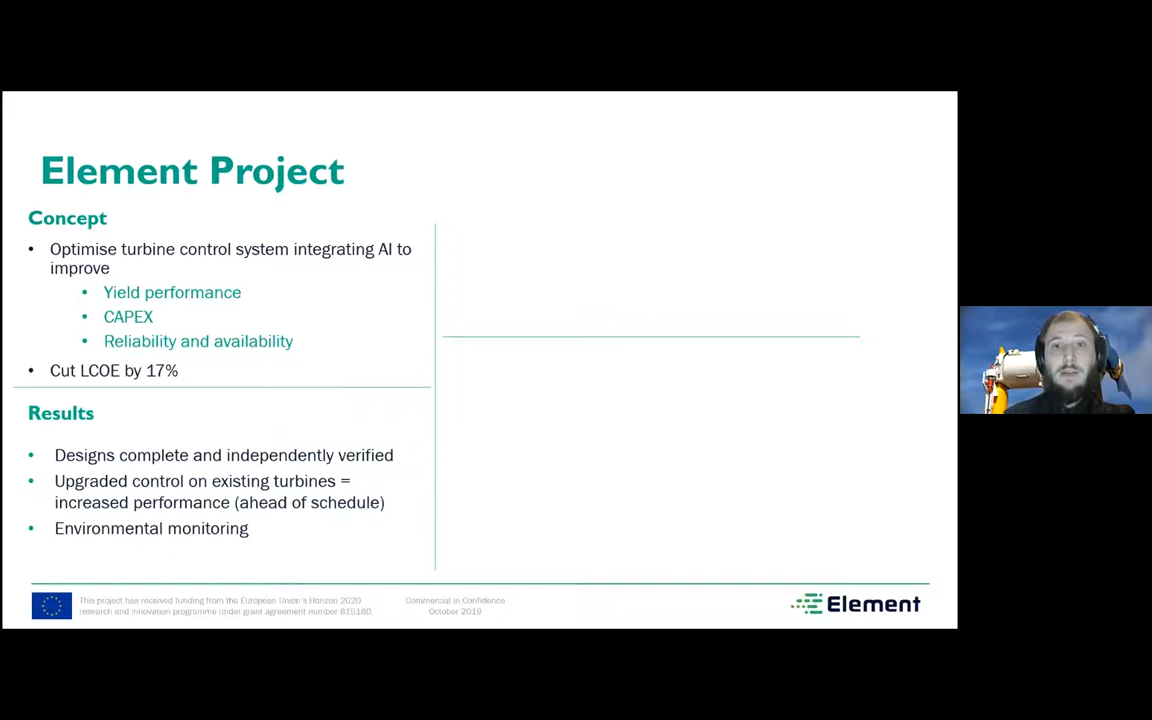 Element Project
Concept
• Optimise turbine control system integrating AI to
improve
• Yield performance
• CAPEX
• Reliability and availability
• Cut LCOE by 17%
Results
• Designs complete and independently verified
• Upgraded control on existing turbines =
increased performance (ahead of schedule)
• Environmental monitoring
This project has received funding from the European Union's Horizon 2020
research and innovation programme under grant agreement number 815180.
Commercial in Confidence
October 2019
Element